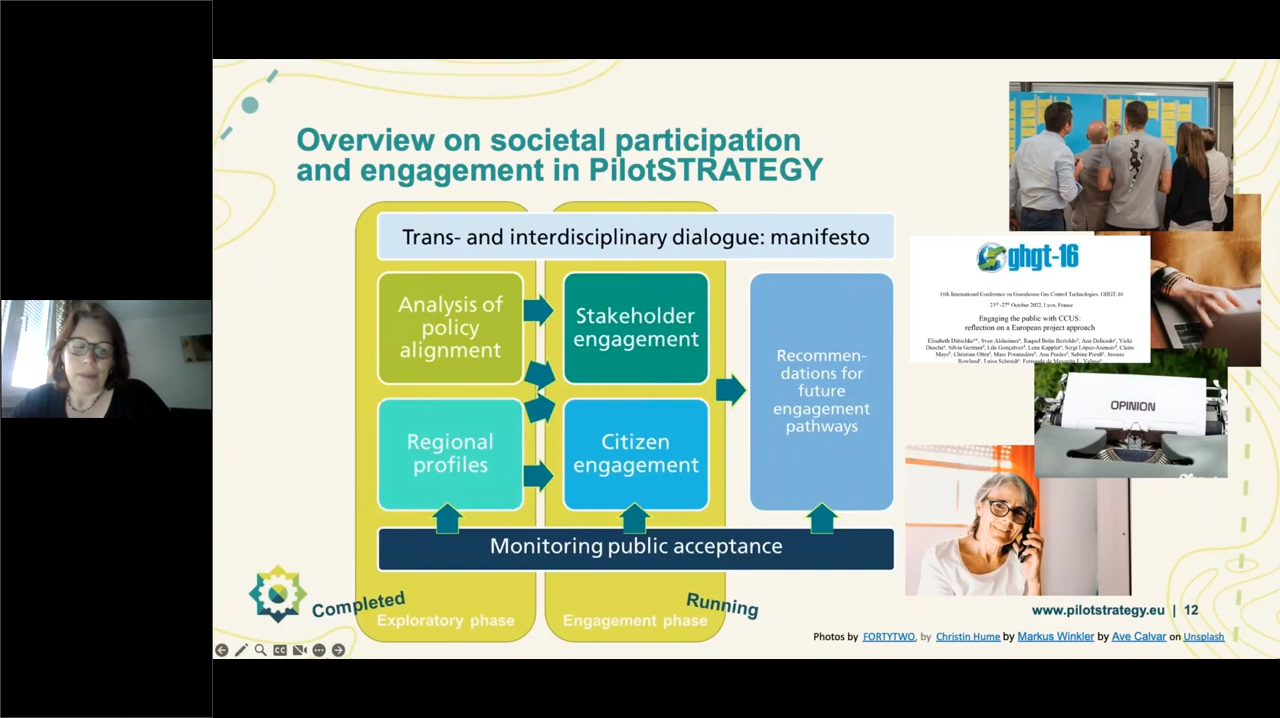 Overview on societal participation
and engagement in PilotSTRATEGY
Trans- and interdisciplinary dialogue: manifesto
Analysis of
policy
alignment
Stakeholder
engagement
Regional
profiles
Citizen
engagement
Recommen-
dations for
future
engagement
pathways
Monitoring public acceptance
Completed
Exploratory phase
Running
Engagement phase
ghgt-16
16th International Conference on Greenhouse Gas Control Technologies, GHGT-16
23rd -27th October 2022, Lyon, France
Engaging the public with CCUS:
reflection on a European project approach
OPINION
www.pilotstrategy.eu | 12
Photos by FORTYTWO, by Christin Hume by Markus Winkler by Ave Calvar on Unsplash
CC